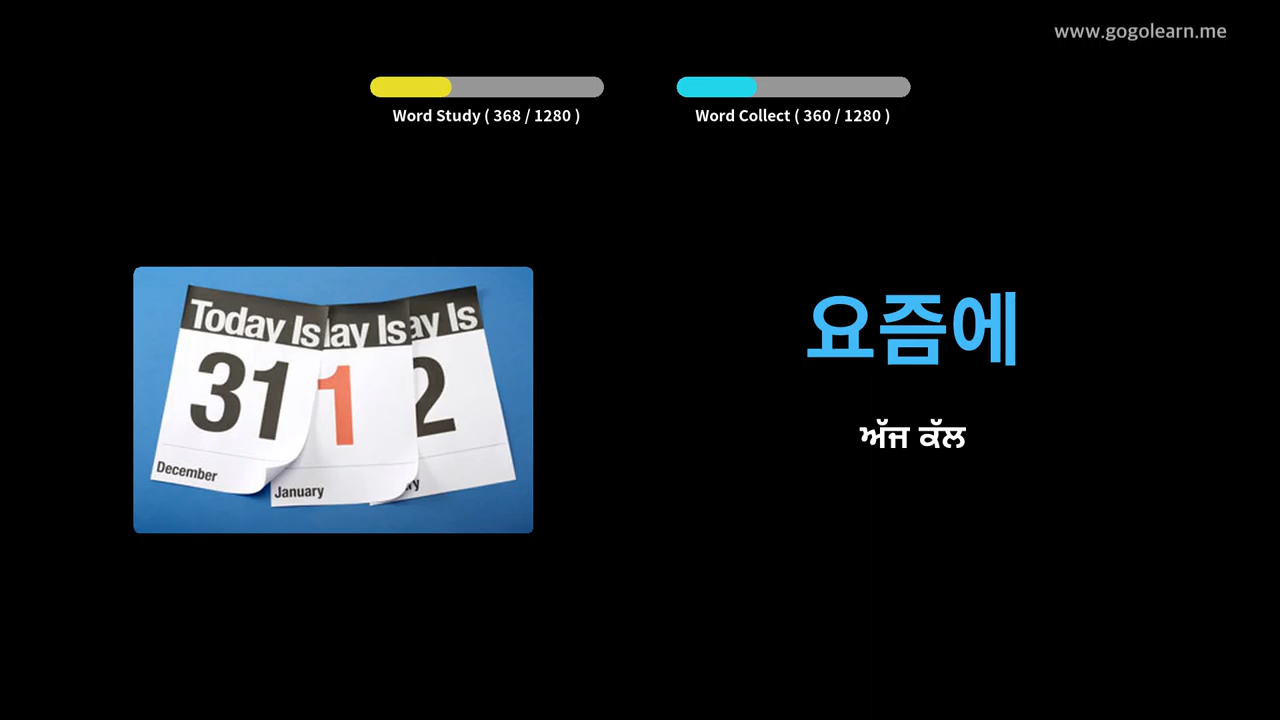 www.gogolearn.me
Word Study ( 368 / 1280 )
Word Collect ( 360 / 1280 )
Today Is
31
December
day Is
1
January
ay Is
2
ry
요즘에
ਅੱਜ ਕੱਲ